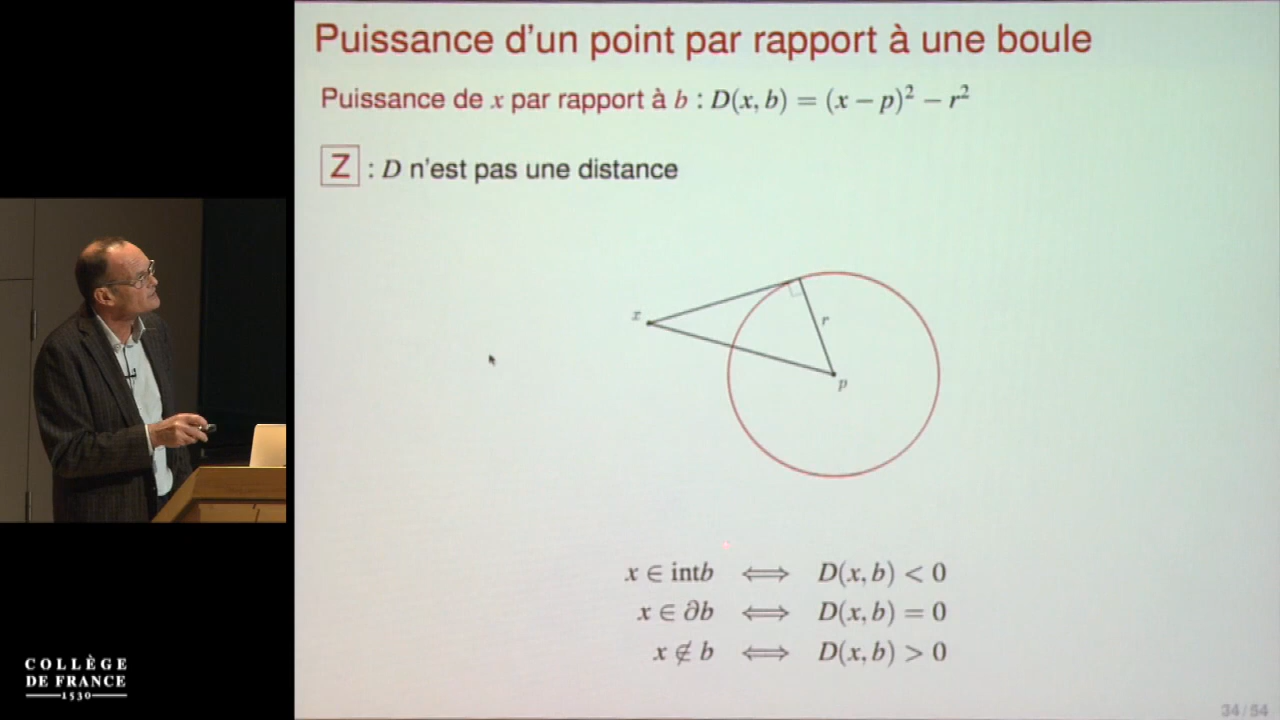 Puissance d'un point par rapport à une boule
Puissance de x par rapport à b : D(x, b) = (x − p)² − r²
Z : D n'est pas une distance
x
r
p
x ∈ intb ⟺ D(x, b) < 0
x ∈ ∂b ⟺ D(x, b) = 0
x ∉ b ⟺ D(x, b) > 0
COLLÈGE
DE FRANCE
1530
34/54